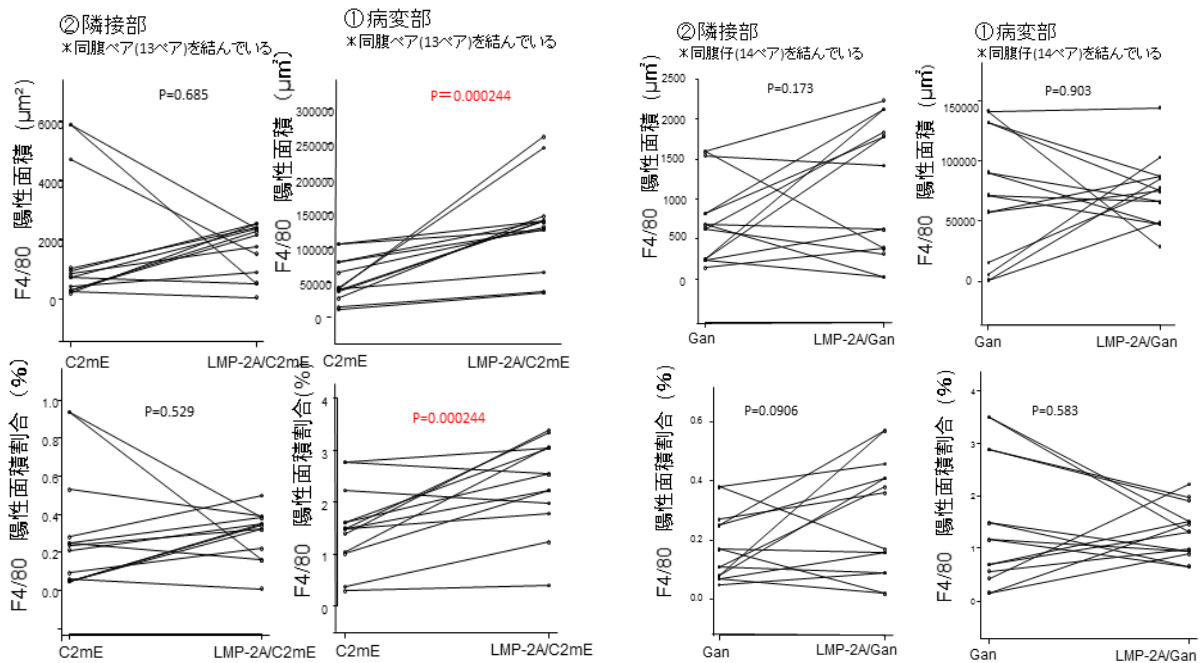 ②隣接部
＊同腹ペア(13ペア)を結んでいる
F4/80 陽性面積 (μm²)
P=0.685
6000
4000
2000
0
C2mE
LMP-2A/C2mE
①病変部
＊同腹ペア(13ペア)を結んでいる
F4/80 陽性面積 (μm²)
P=0.000244
300000
250000
200000
150000
100000
50000
0
C2mE
LMP-2A/C2mE
②隣接部
＊同腹仔(14ペア)を結んでいる
F4/80 陽性面積 (μm²)
P=0.173
2500
2000
1500
1000
500
0
Gan
LMP-2A/Gan
①病変部
＊同腹仔(14ペア)を結んでいる
F4/80 陽性面積 (μm²)
P=0.903
150000
100000
50000
0
Gan
LMP-2A/Gan
F4/80 陽性面積割合 (%)
P=0.529
1.0
0.8
0.6
0.4
0.2
0.0
C2mE
LMP-2A/C2mE
F4/80 陽性面積割合(%)
P=0.000244
4
3
2
1
0
C2mE
LMP-2A/C2mE
F4/80 陽性面積割合 (%)
P=0.0906
0.6
0.4
0.2
0.0
Gan
LMP-2A/Gan
F4/80 陽性面積割合 (%)
P=0.583
4
3
2
1
0
Gan
LMP-2A/Gan